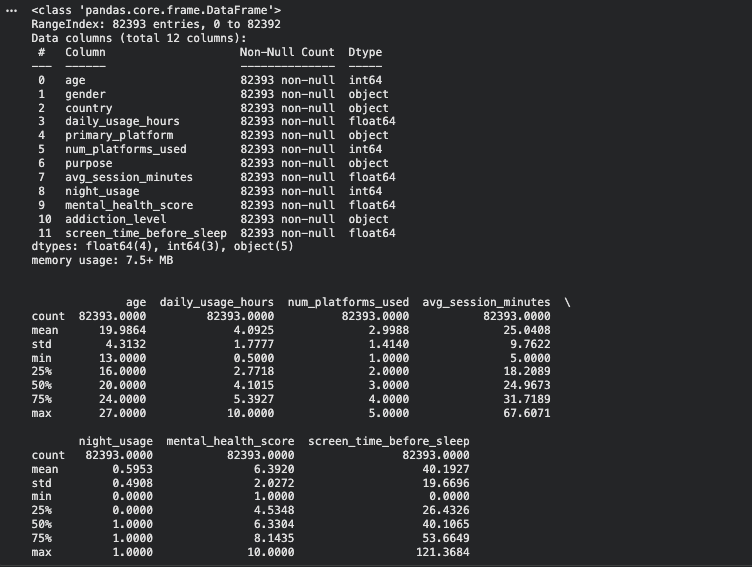 ... <class 'pandas.core.frame.DataFrame'>
RangeIndex: 82393 entries, 0 to 82392
Data columns (total 12 columns):
 #   Column                    Non-Null Count  Dtype
---  ------                    --------------  -----
 0   age                       82393 non-null  int64
 1   gender                    82393 non-null  object
 2   country                   82393 non-null  object
 3   daily_usage_hours         82393 non-null  float64
 4   primary_platform          82393 non-null  object
 5   num_platforms_used        82393 non-null  int64
 6   purpose                   82393 non-null  object
 7   avg_session_minutes       82393 non-null  float64
 8   night_usage               82393 non-null  int64
 9   mental_health_score       82393 non-null  float64
 10  addiction_level           82393 non-null  object
 11  screen_time_before_sleep  82393 non-null  float64
dtypes: float64(4), int64(3), object(5)
memory usage: 7.5+ MB
              age  daily_usage_hours  num_platforms_used  avg_session_minutes  \
count  82393.0000         82393.0000          82393.0000           82393.0000
mean      19.9864             4.0925              2.9988              25.0408
std        4.3132             1.7777              1.4140               9.7622
min       13.0000             0.5000              1.0000               5.0000
25%       16.0000             2.7718              2.0000              18.2089
50%       20.0000             4.1015              3.0000              24.9673
75%       24.0000             5.3927              4.0000              31.7189
max       27.0000            10.0000              5.0000              67.6071
       night_usage  mental_health_score  screen_time_before_sleep
count   82393.0000           82393.0000                82393.0000
mean        0.5953               6.3920                   40.1927
std         0.4908               2.0272                   19.6696
min         0.0000               1.0000                    0.0000
25%         0.0000               4.5348                   26.4326
50%         1.0000               6.3304                   40.1065
75%         1.0000               8.1435                   53.6649
max         1.0000              10.0000                  121.3684